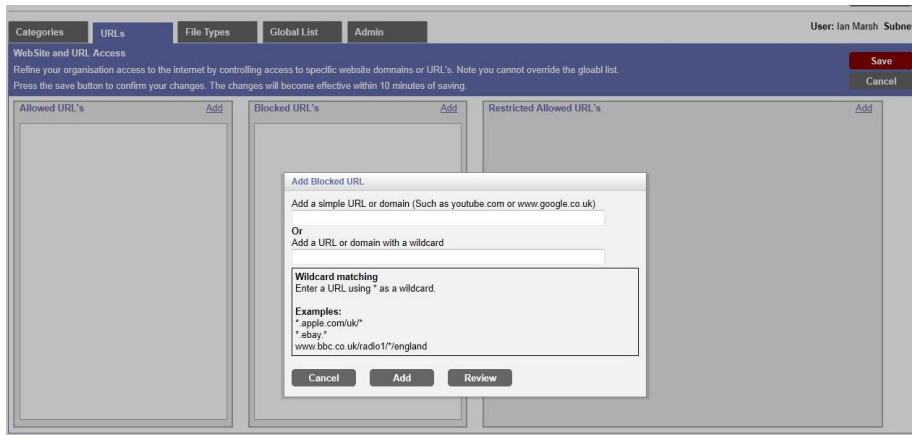 Categories
URLs
File Types
Global List
Admin
User: Ian Marsh Subne
WebSite and URL Access
Refine your organisation access to the internet by controlling access to specific website domnains or URL's. Note you cannot override the gloabl list.
Press the save button to confirm your changes. The changes will become effective within 10 minutes of saving.
Save
Cancel
Allowed URL's Add
Blocked URL's Add
Restricted Allowed URL's Add
Add Blocked URL
Add a simple URL or domain (Such as youtube.com or www.google.co.uk)
Or
Add a URL or domain with a wildcard
Wildcard matching
Enter a URL using * as a wildcard.
Examples:
*.apple.com/uk/*
*.ebay.*
www.bbc.co.uk/radio1/*/england
Cancel
Add
Review